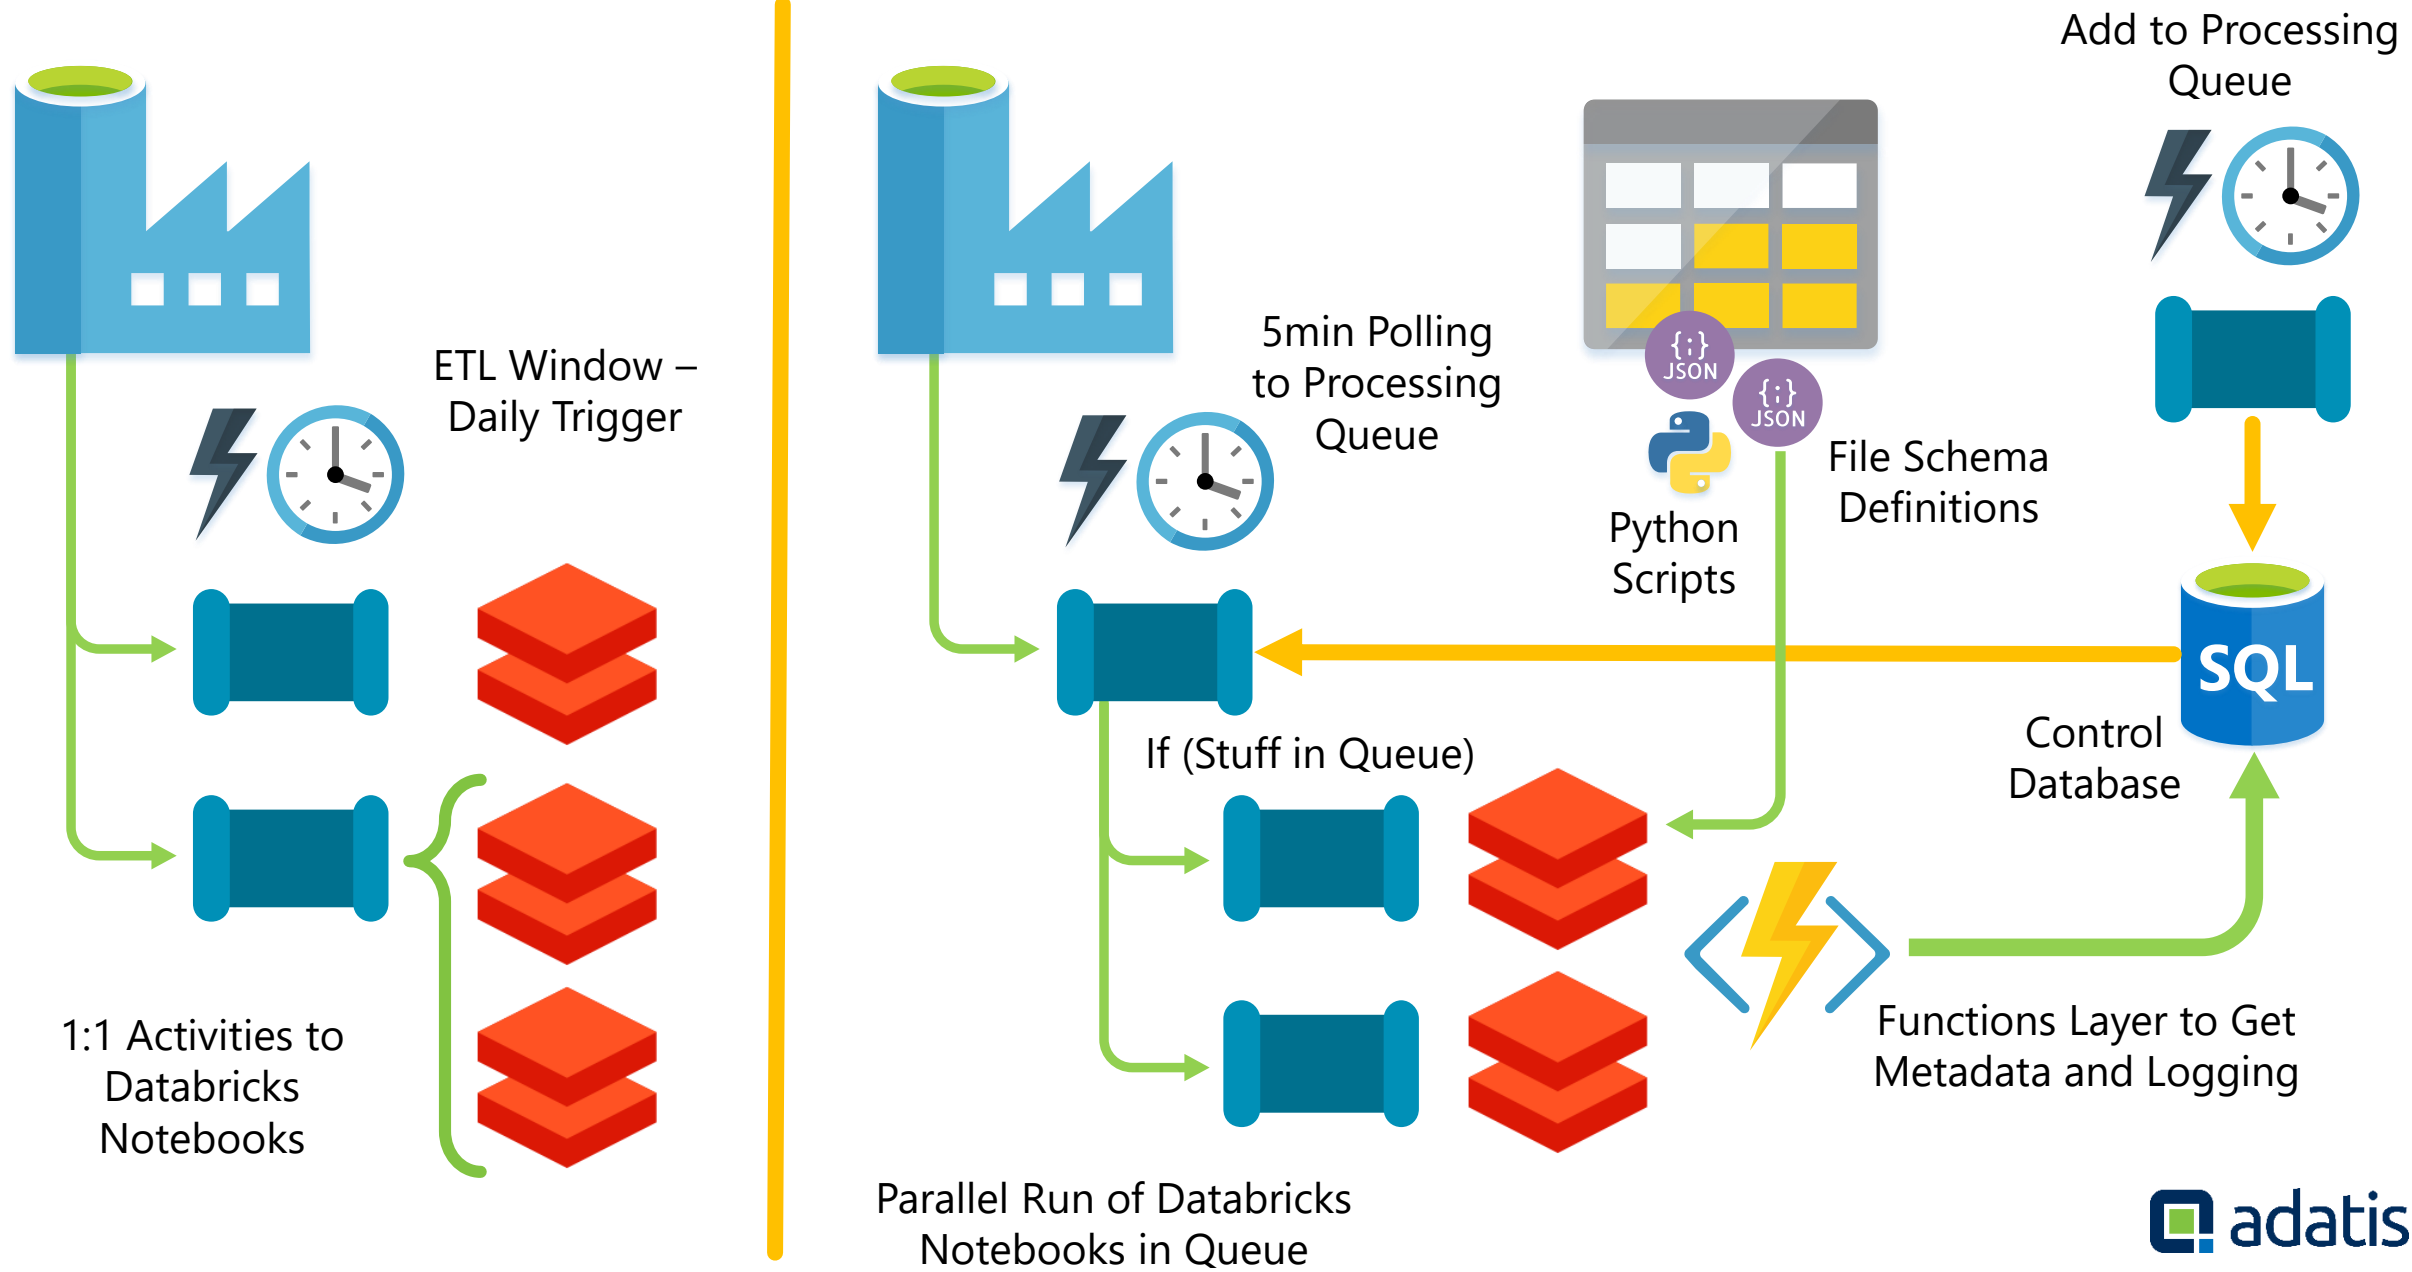 ETL Window –
Daily Trigger
1:1 Activities to
Databricks
Notebooks
5min Polling
to Processing
Queue
{;}
JSON
{;}
JSON
File Schema
Definitions
Python
Scripts
Add to Processing
Queue
SQL
Control
Database
If (Stuff in Queue)
Functions Layer to Get
Metadata and Logging
Parallel Run of Databricks
Notebooks in Queue
adatis